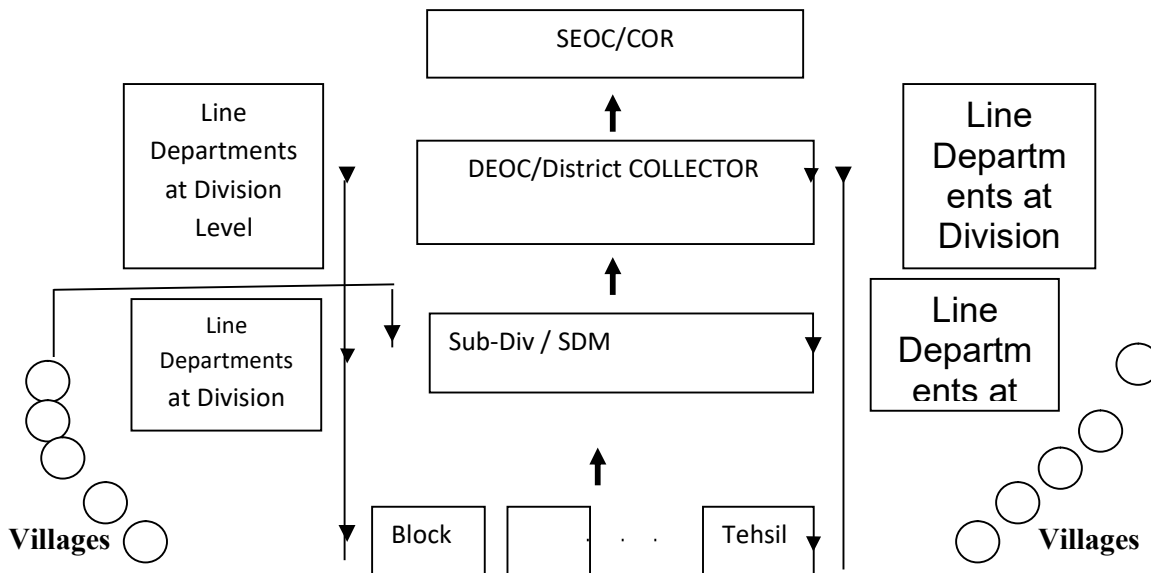 SEOC/COR
Line
Departments
at Division
Level
DEOC/District COLLECTOR
Line
Departm
ents at
Division
Line
Departments
at Division
Sub-Div / SDM
Line
Departm
ents at
Villages
Block
. . .
Tehsil
Villages